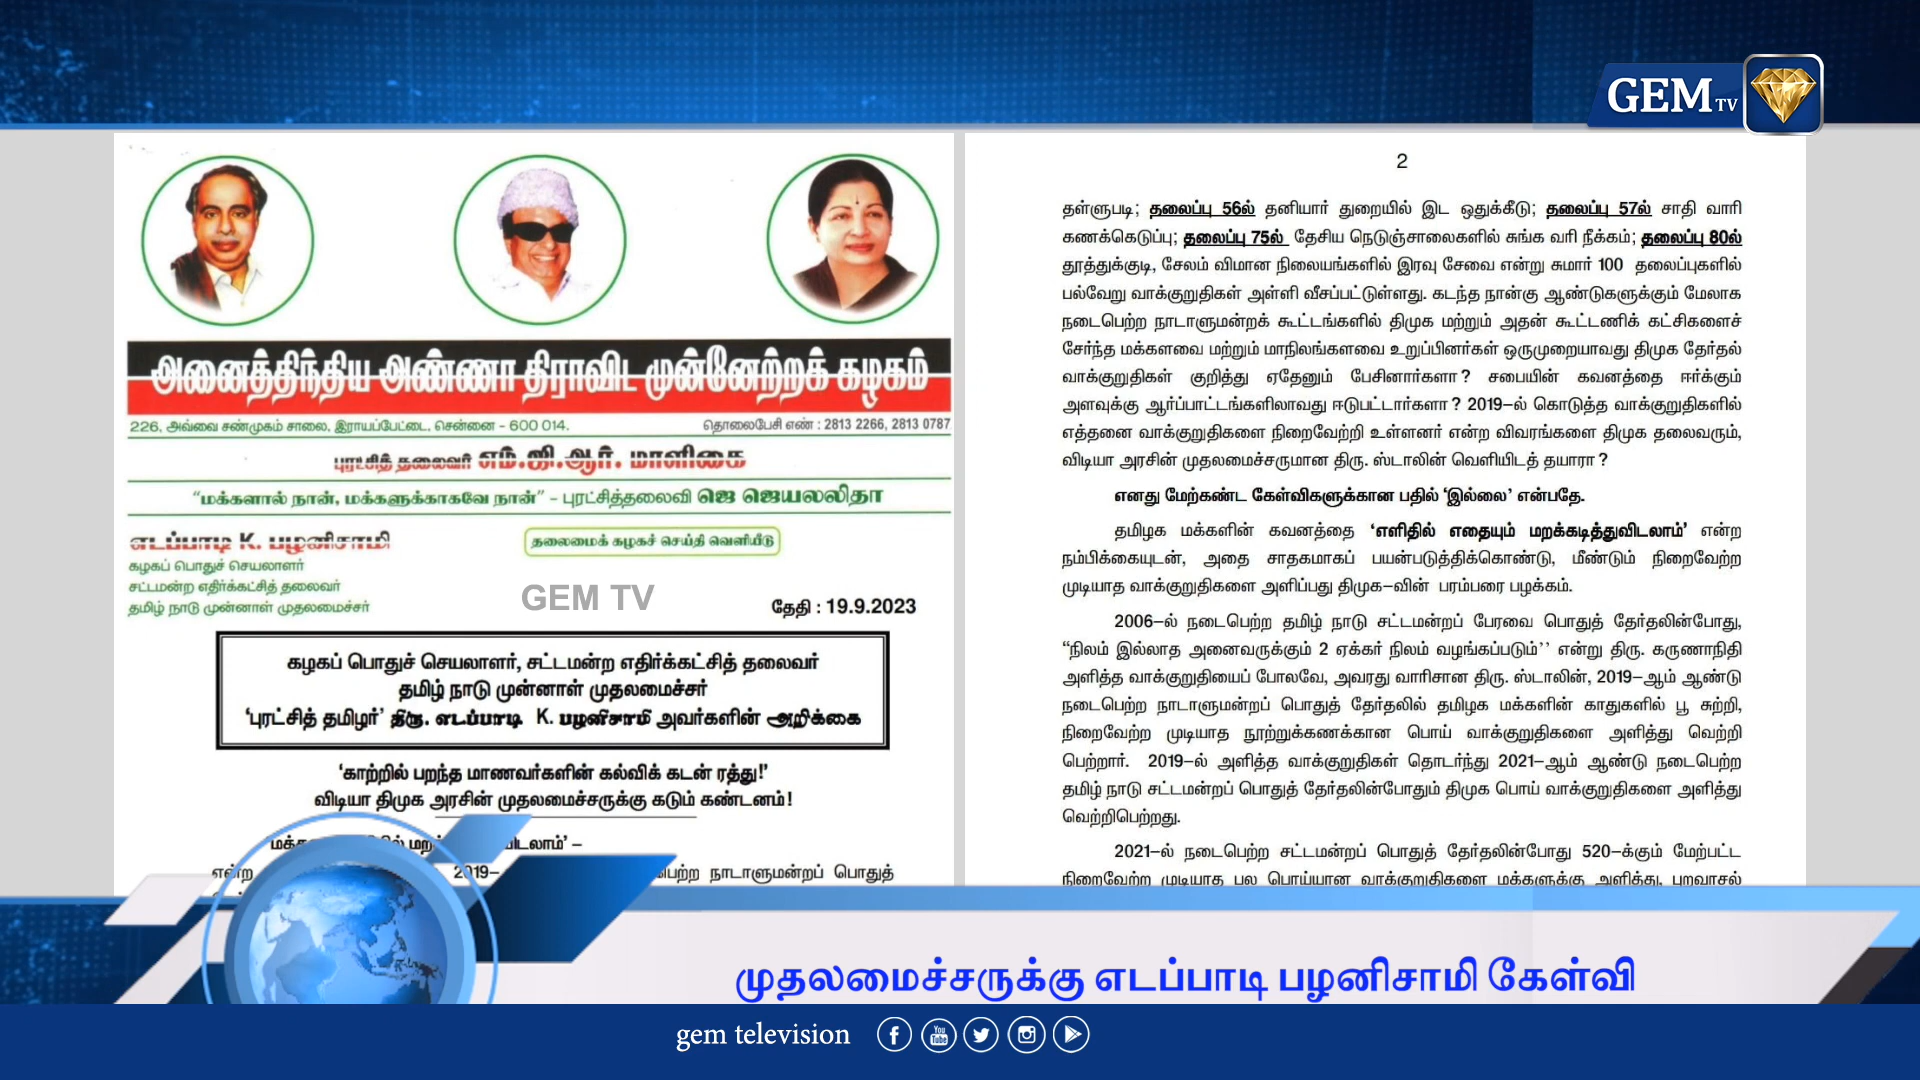 GEM TV
அனைத்திந்திய அண்ணா திராவிட முன்னேற்றக் கழகம்
226, அவ்வை சண்முகம் சாலை, இராயப்பேட்டை, சென்னை - 600 014.
தொலைபேசி எண் : 2813 2266, 2813 0787
புரட்சித் தலைவர் எம்.ஜி.ஆர். மாளிகை
“மக்களால் நான், மக்களுக்காகவே நான்” - புரட்சித்தலைவி ஜெ ஜெயலலிதா
எடப்பாடி K. பழனிசாமி
கழகப் பொதுச் செயலாளர்
சட்டமன்ற எதிர்க்கட்சித் தலைவர்
தமிழ் நாடு முன்னாள் முதலமைச்சர்
தலைமைக் கழகச் செய்தி வெளியீடு
GEM TV
தேதி : 19.9.2023
கழகப் பொதுச் செயலாளர், சட்டமன்ற எதிர்க்கட்சித் தலைவர்
தமிழ் நாடு முன்னாள் முதலமைச்சர்
‘புரட்சித் தமிழர்’ திரு. எடப்பாடி K. பழனிசாமி அவர்களின் அறிக்கை
‘காற்றில் பறந்த மாணவர்களின் கல்விக் கடன் ரத்து!’
விடியா திமுக அரசின் முதலமைச்சருக்கு கடும் கண்டனம்!
என்ற 2019– நாடாளுமன்றப் பொதுத்
2
தள்ளுபடி; தலைப்பு 56ல் தனியார் துறையில் இட ஒதுக்கீடு; தலைப்பு 57ல் சாதி வாரி
கணக்கெடுப்பு; தலைப்பு 75ல் தேசிய நெடுஞ்சாலைகளில் சுங்க வரி நீக்கம்; தலைப்பு 80ல்
தூத்துக்குடி, சேலம் விமான நிலையங்களில் இரவு சேவை என்று சுமார் 100 தலைப்புகளில்
பல்வேறு வாக்குறுதிகள் அள்ளி வீசப்பட்டுள்ளது. கடந்த நான்கு ஆண்டுகளுக்கும் மேலாக
நடைபெற்ற நாடாளுமன்றக் கூட்டங்களில் திமுக மற்றும் அதன் கூட்டணிக் கட்சிகளைச்
சேர்ந்த மக்களவை மற்றும் மாநிலங்களவை உறுப்பினர்கள் ஒருமுறையாவது திமுக தேர்தல்
வாக்குறுதிகள் குறித்து ஏதேனும் பேசினார்களா? சபையின் கவனத்தை ஈர்க்கும்
அளவுக்கு ஆர்ப்பாட்டங்களிலாவது ஈடுபட்டார்களா? 2019–ல் கொடுத்த வாக்குறுதிகளில்
எத்தனை வாக்குறுதிகளை நிறைவேற்றி உள்ளனர் என்ற விவரங்களை திமுக தலைவரும்,
விடியா அரசின் முதலமைச்சருமான திரு. ஸ்டாலின் வெளியிடத் தயாரா?
எனது மேற்கண்ட கேள்விகளுக்கான பதில் ‘இல்லை’ என்பதே.
தமிழக மக்களின் கவனத்தை ‘எளிதில் எதையும் மறக்கடித்துவிடலாம்’ என்ற
நம்பிக்கையுடன், அதை சாதகமாகப் பயன்படுத்திக்கொண்டு, மீண்டும் நிறைவேற்ற
முடியாத வாக்குறுதிகளை அளிப்பது திமுக–வின் பரம்பரை பழக்கம்.
2006–ல் நடைபெற்ற தமிழ் நாடு சட்டமன்றப் பேரவை பொதுத் தேர்தலின்போது,
“நிலம் இல்லாத அனைவருக்கும் 2 ஏக்கர் நிலம் வழங்கப்படும்’’ என்று திரு. கருணாநிதி
அளித்த வாக்குறுதியைப் போலவே, அவரது வாரிசான திரு. ஸ்டாலின், 2019–ஆம் ஆண்டு
நடைபெற்ற நாடாளுமன்றப் பொதுத் தேர்தலில் தமிழக மக்களின் காதுகளில் பூ சுற்றி,
நிறைவேற்ற முடியாத நூற்றுக்கணக்கான பொய் வாக்குறுதிகளை அளித்து வெற்றி
பெற்றார். 2019–ல் அளித்த வாக்குறுதிகள் தொடர்ந்து 2021–ஆம் ஆண்டு நடைபெற்ற
தமிழ் நாடு சட்டமன்றப் பொதுத் தேர்தலின்போதும் திமுக பொய் வாக்குறுதிகளை அளித்து
வெற்றிபெற்றது.
2021–ல் நடைபெற்ற சட்டமன்றப் பொதுத் தேர்தலின்போது 520–க்கும் மேற்பட்ட
நிறைவேற்ற முடியாத பல பொய்யான வாக்குறுதிகளை மக்களுக்கு அளித்து, புறவாசல்
முதலமைச்சருக்கு எடப்பாடி பழனிசாமி கேள்வி
gem television